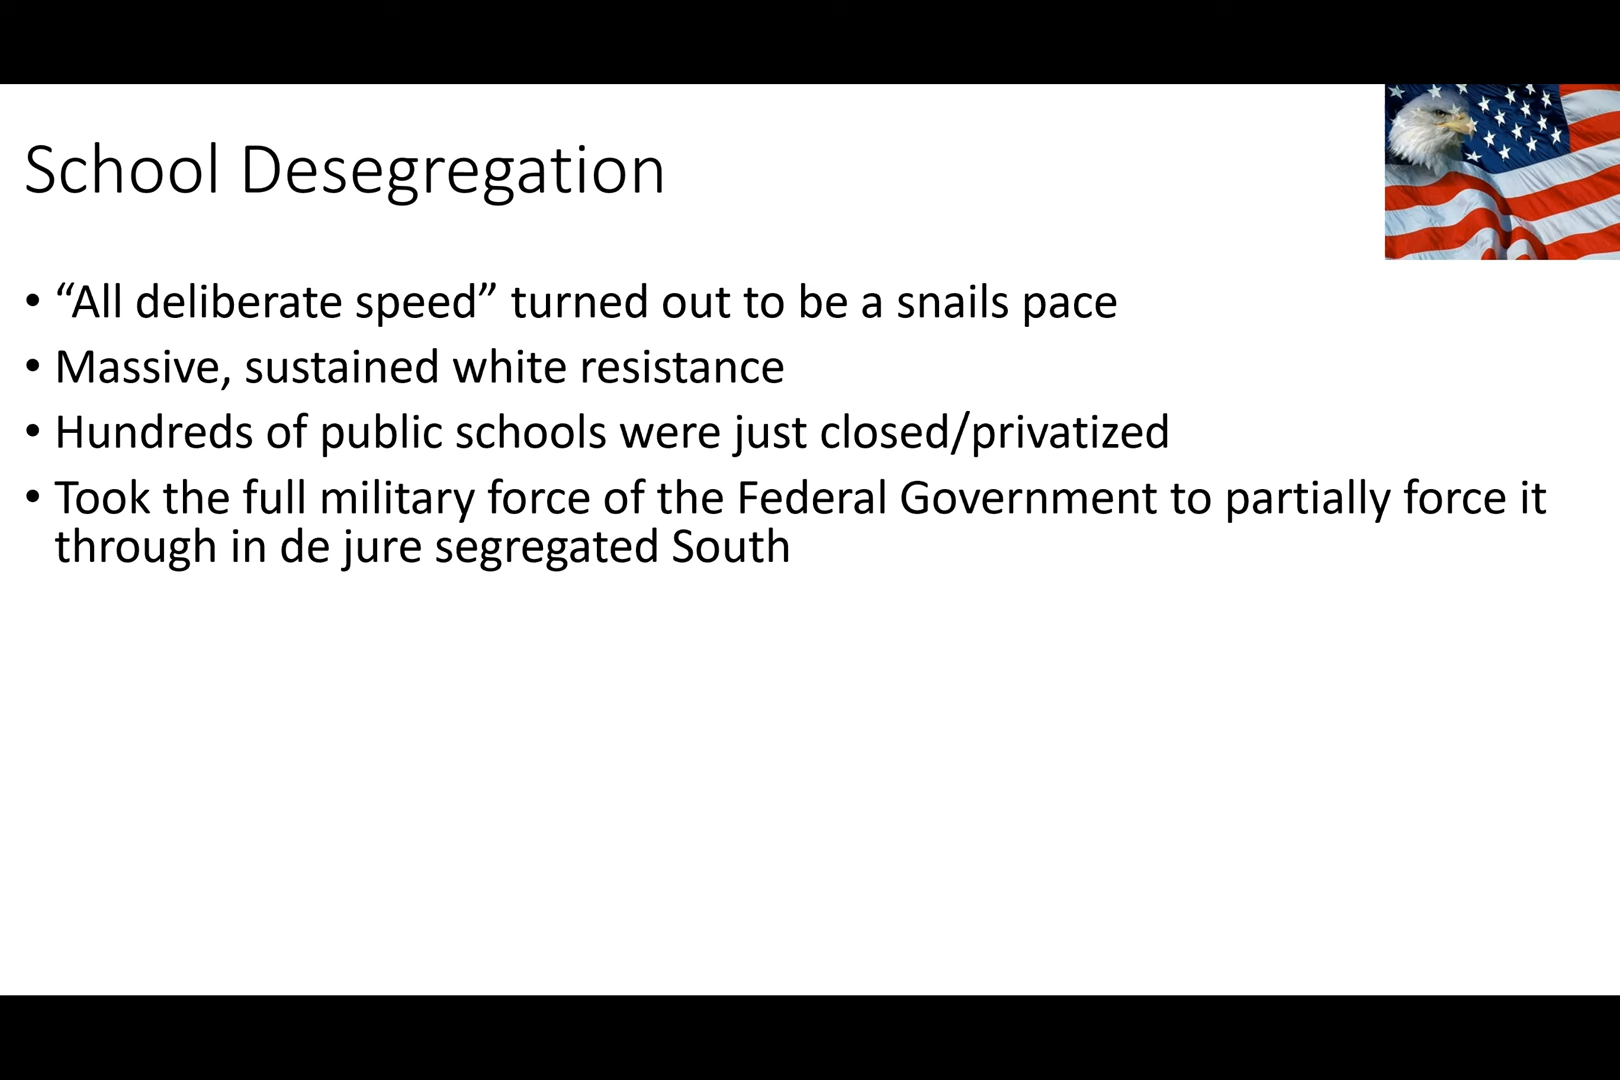 School Desegregation
• “All deliberate speed” turned out to be a snails pace
• Massive, sustained white resistance
• Hundreds of public schools were just closed/privatized
• Took the full military force of the Federal Government to partially force it
through in de jure segregated South